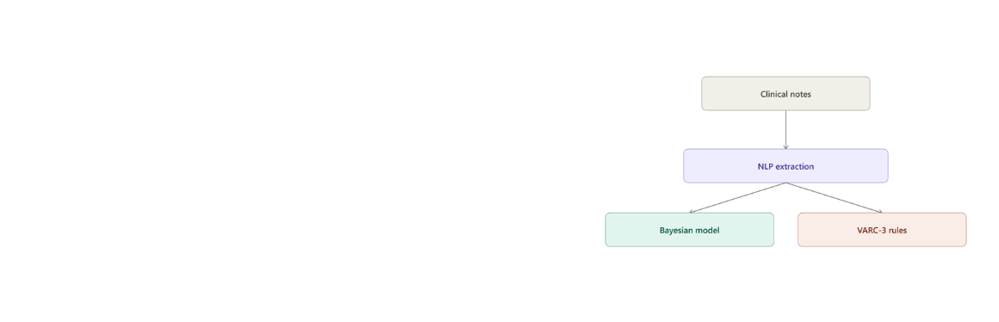 Clinical notes
NLP extraction
Bayesian model
VARC-3 rules